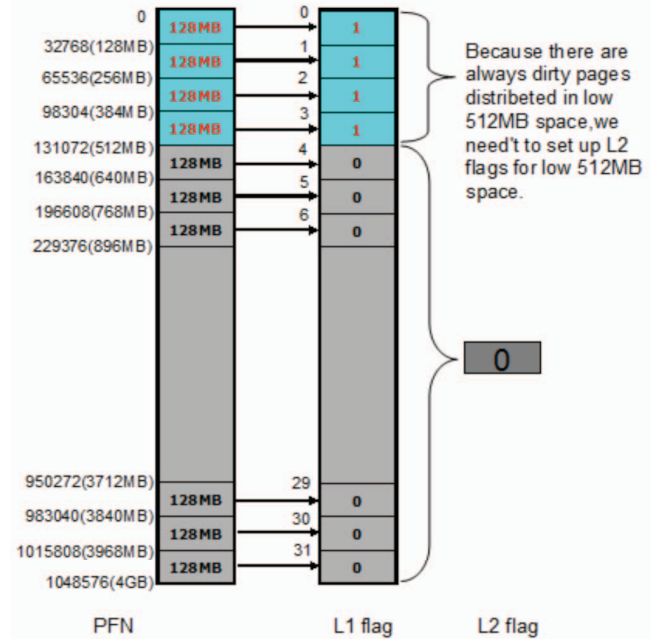 0
128MB
0
1
32768(128MB)
128MB
1
1
65536(256MB)
128MB
2
1
98304(384MB)
128MB
3
1
131072(512MB)
128MB
4
0
163840(640MB)
128MB
5
0
196608(768MB)
128MB
6
0
229376(896MB)
Because there are
always dirty pages
distribeted in low
512MB space,we
need't to set up L2
flags for low 512MB
space.
0
950272(3712MB)
128MB
29
0
983040(3840MB)
128MB
30
0
1015808(3968MB)
128MB
31
0
1048576(4GB)
PFN
L1 flag
L2 flag